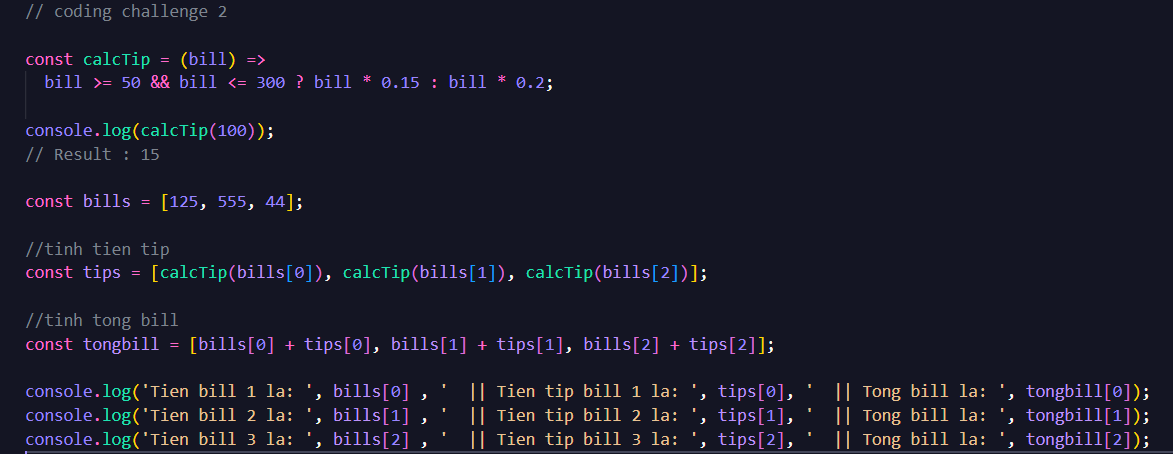 // coding challenge 2
const calcTip = (bill) =>
bill >= 50 && bill <= 300 ? bill * 0.15 : bill * 0.2;
console.log(calcTip(100));
// Result : 15
const bills = [125, 555, 44];
//tinh tien tip
const tips = [calcTip(bills[0]), calcTip(bills[1]), calcTip(bills[2])];
//tinh tong bill
const tongbill = [bills[0] + tips[0], bills[1] + tips[1], bills[2] + tips[2]];
console.log('Tien bill 1 la: ', bills[0] , '  || Tien tip bill 1 la: ', tips[0], '  || Tong bill la: ', tongbill[0]);
console.log('Tien bill 2 la: ', bills[1] , '  || Tien tip bill 2 la: ', tips[1], '  || Tong bill la: ', tongbill[1]);
console.log('Tien bill 3 la: ', bills[2] , '  || Tien tip bill 3 la: ', tips[2], '  || Tong bill la: ', tongbill[2]);